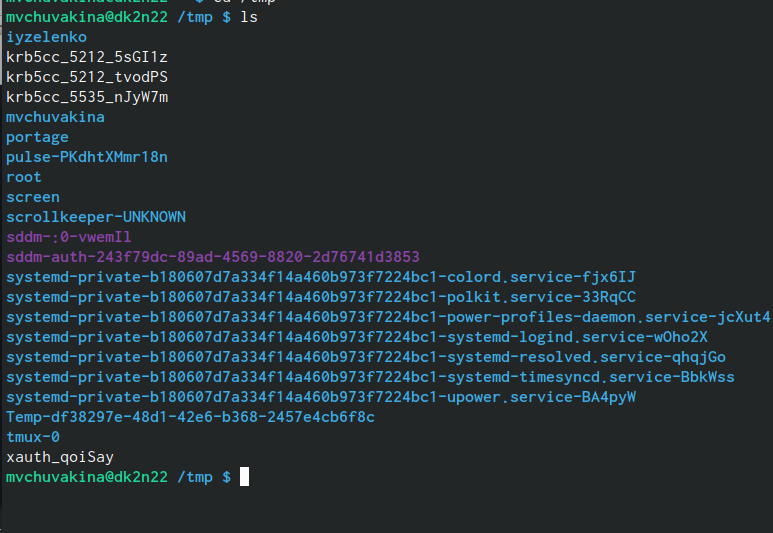 mvchuvakina@dk2n22 ~ $ cd /tmp
mvchuvakina@dk2n22 /tmp $ ls
iyzelenko
krb5cc_5212_5sGI1z
krb5cc_5212_tvodPS
krb5cc_5535_nJyW7m
mvchuvakina
portage
pulse-PKdhtXMmr18n
root
screen
scrollkeeper-UNKNOWN
sddm-:0-vwemIl
sddm-auth-243f79dc-89ad-4569-8820-2d76741d3853
systemd-private-b180607d7a334f14a460b973f7224bc1-colord.service-fjx6IJ
systemd-private-b180607d7a334f14a460b973f7224bc1-polkit.service-33RqCC
systemd-private-b180607d7a334f14a460b973f7224bc1-power-profiles-daemon.service-jcXut4
systemd-private-b180607d7a334f14a460b973f7224bc1-systemd-logind.service-wOho2X
systemd-private-b180607d7a334f14a460b973f7224bc1-systemd-resolved.service-qhqjGo
systemd-private-b180607d7a334f14a460b973f7224bc1-systemd-timesyncd.service-BbkWss
systemd-private-b180607d7a334f14a460b973f7224bc1-upower.service-BA4pyW
Temp-df38297e-48d1-42e6-b368-2457e4cb6f8c
tmux-0
xauth_qoiSay
mvchuvakina@dk2n22 /tmp $